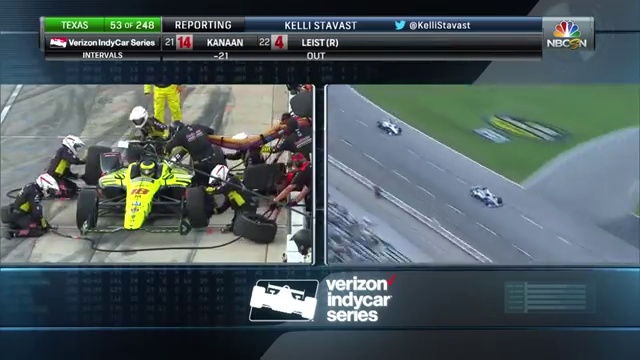 TEXAS 53 OF 248 REPORTING KELLI STAVAST @KelliStavast
Verizon IndyCar Series 21 14 KANAAN 22 4 LEIST (R) NBCSN
INTERVALS -21 OUT
18
verizon
indycar
series